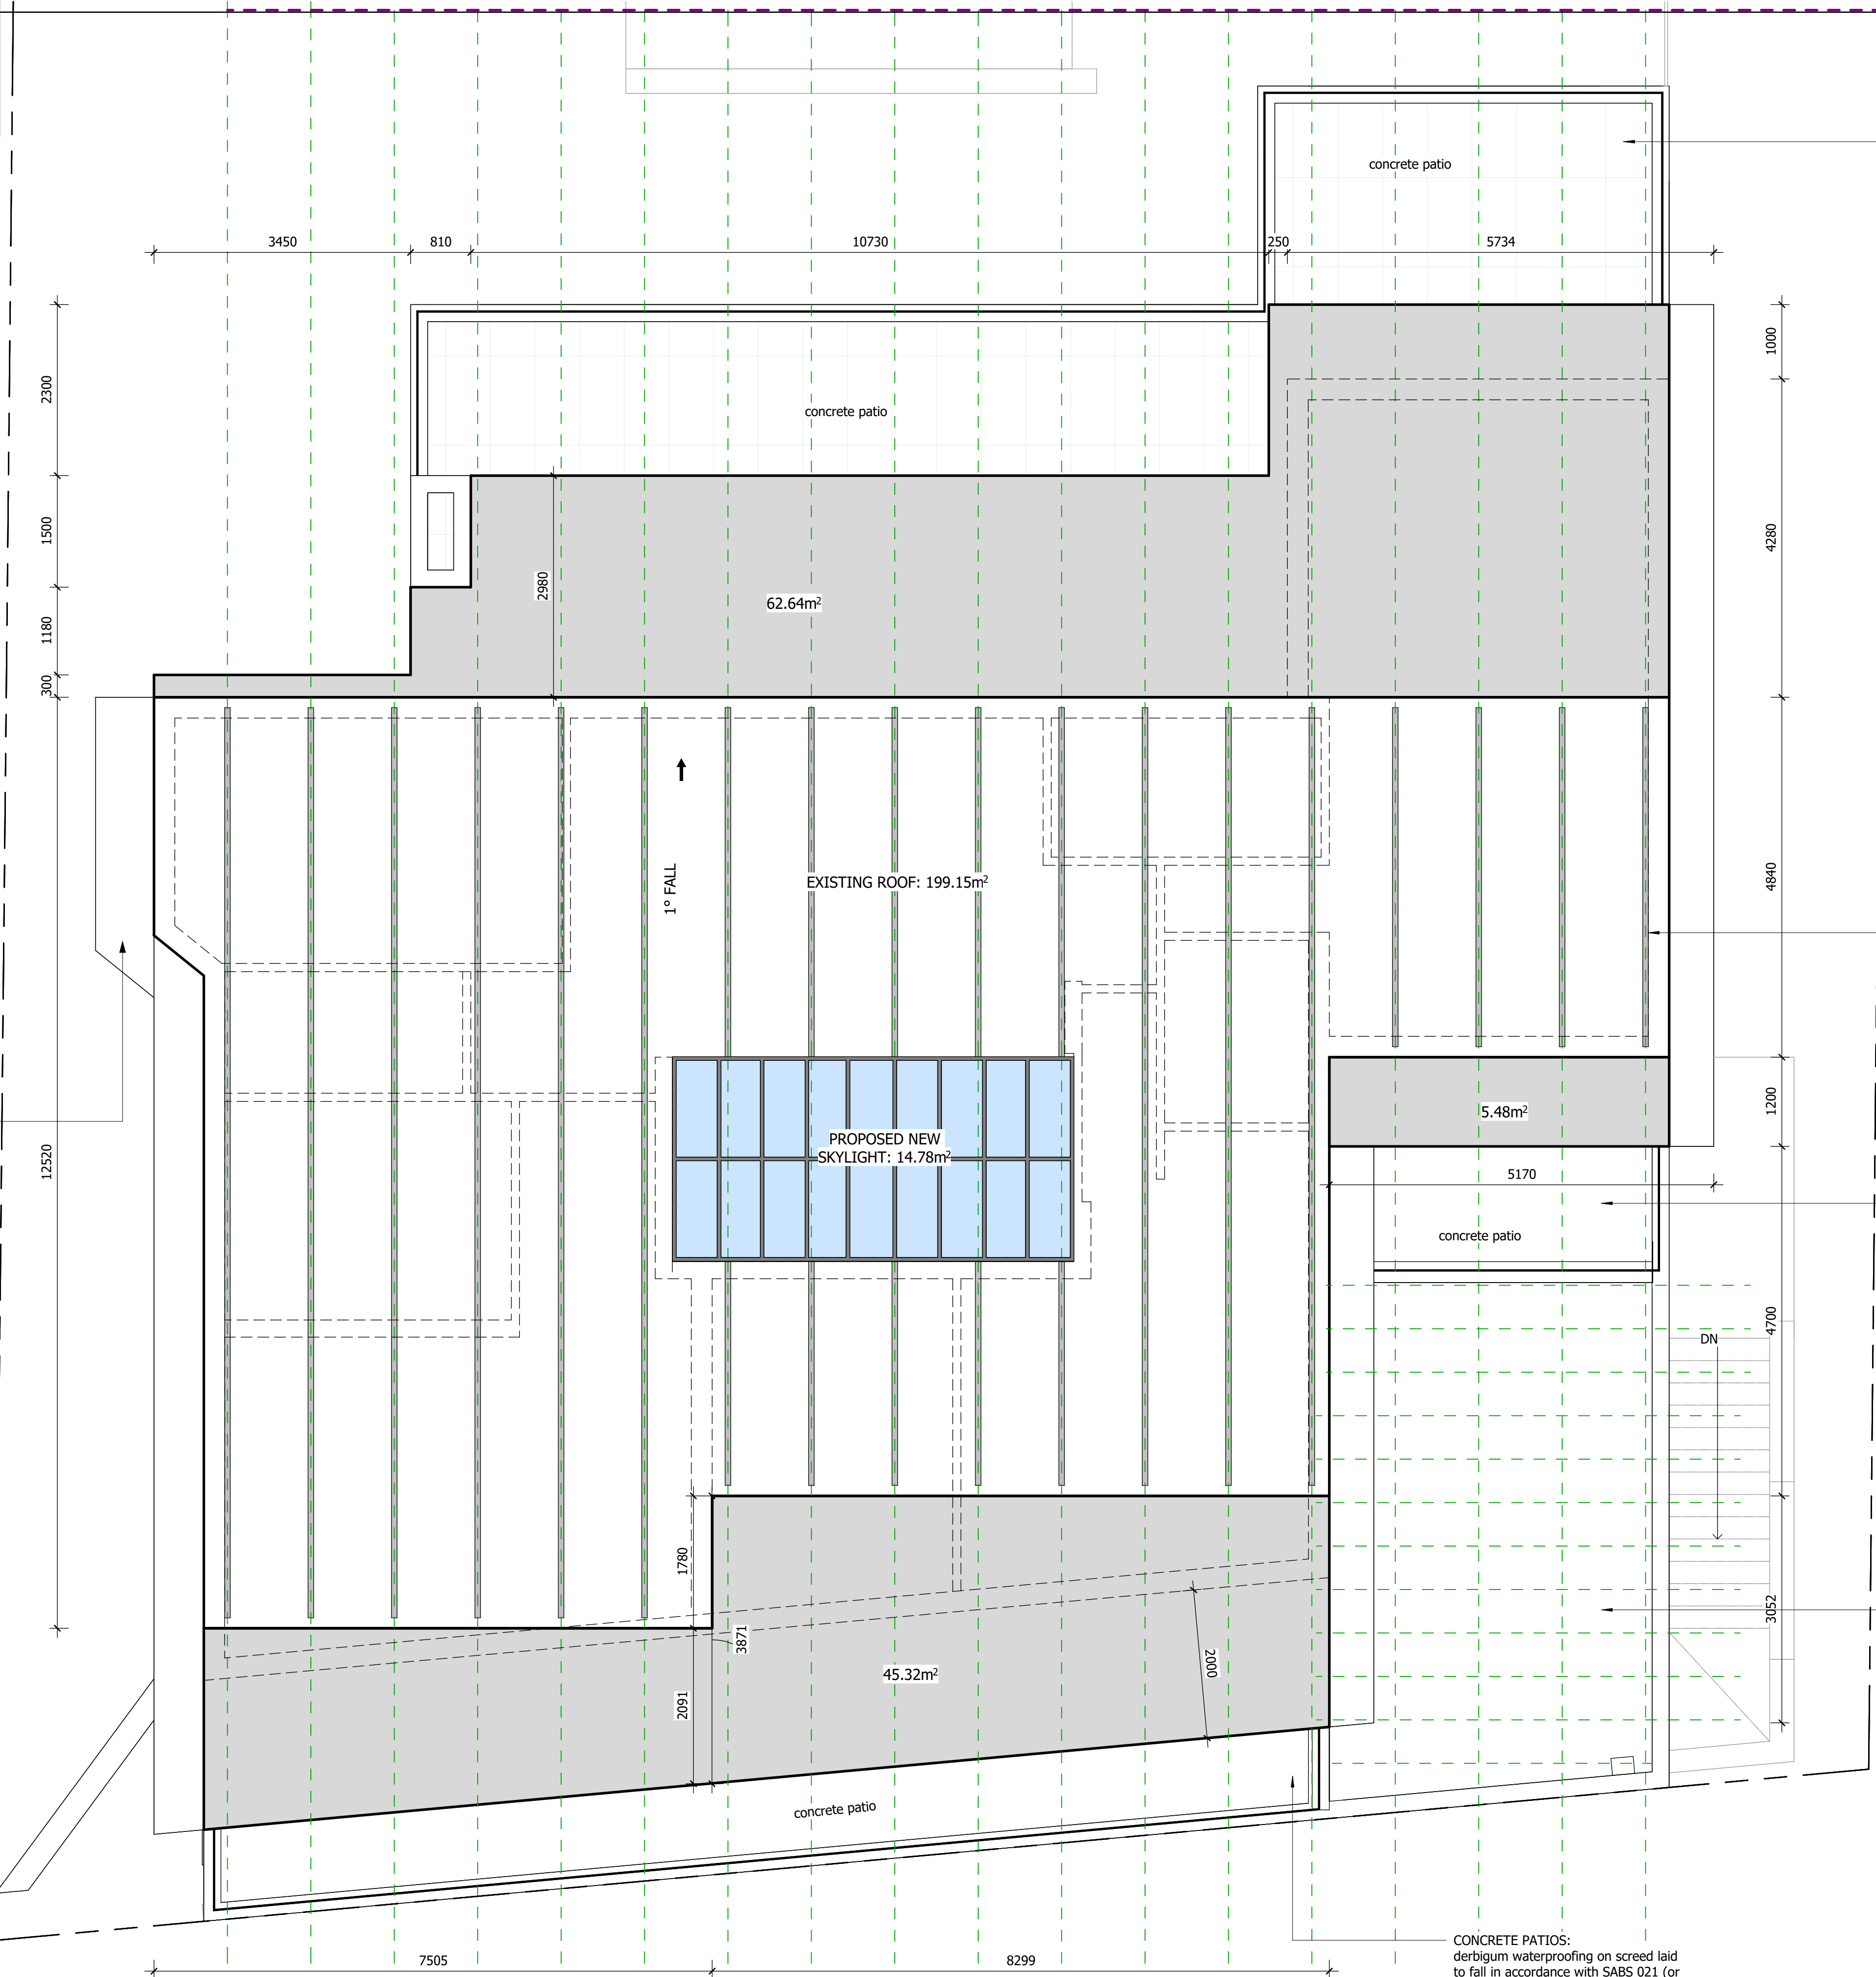 concrete patio
3450
810
10730
250
5734
2300
1000
concrete patio
1500
4280
2980
62.64m²
1180
300
1° FALL
EXISTING ROOF: 199.15m²
4840
12520
PROPOSED NEW
SKYLIGHT: 14.78m²
5.48m²
1200
5170
concrete patio
4700
DN
1780
3871
2091
45.32m²
2000
3052
concrete patio
CONCRETE PATIOS:
derbigum waterproofing on screed laid
to fall in accordance with SABS 021 (or
7505
8299